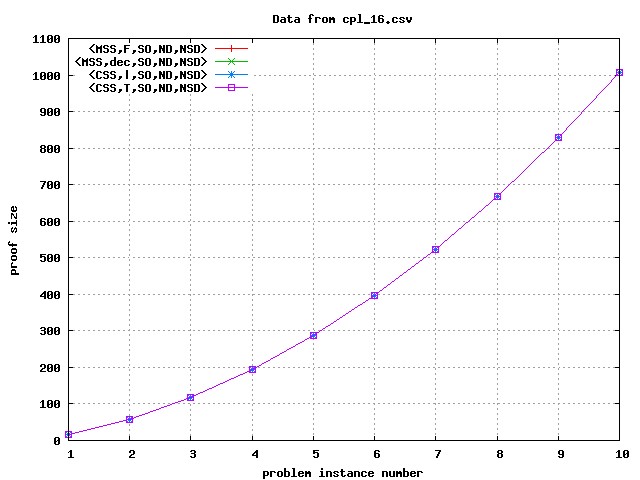 Data from cpl_16.csv
<MSS,F,SO,ND,NSD>
<MSS,dec,SO,ND,NSD>
<CSS,I,SO,ND,NSD>
<CSS,T,SO,ND,NSD>
1100
1000
900
800
700
600
500
400
300
200
100
0
proof size
1 2 3 4 5 6 7 8 9 10
problem instance number